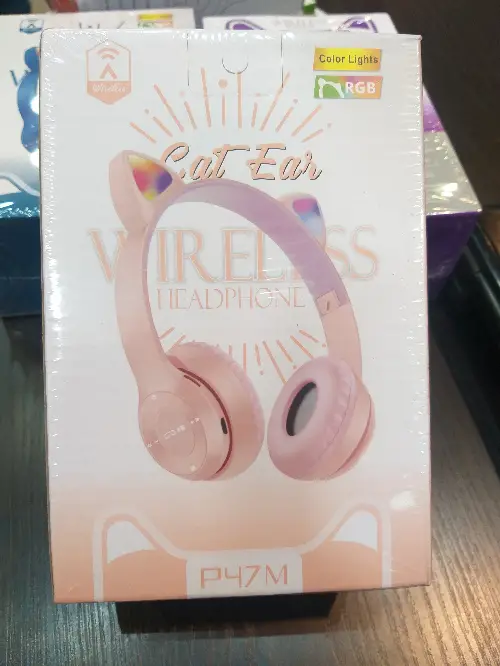 Color Lights
RGB
Cat Ear
WIRELESS
HEADPHONE
P47M